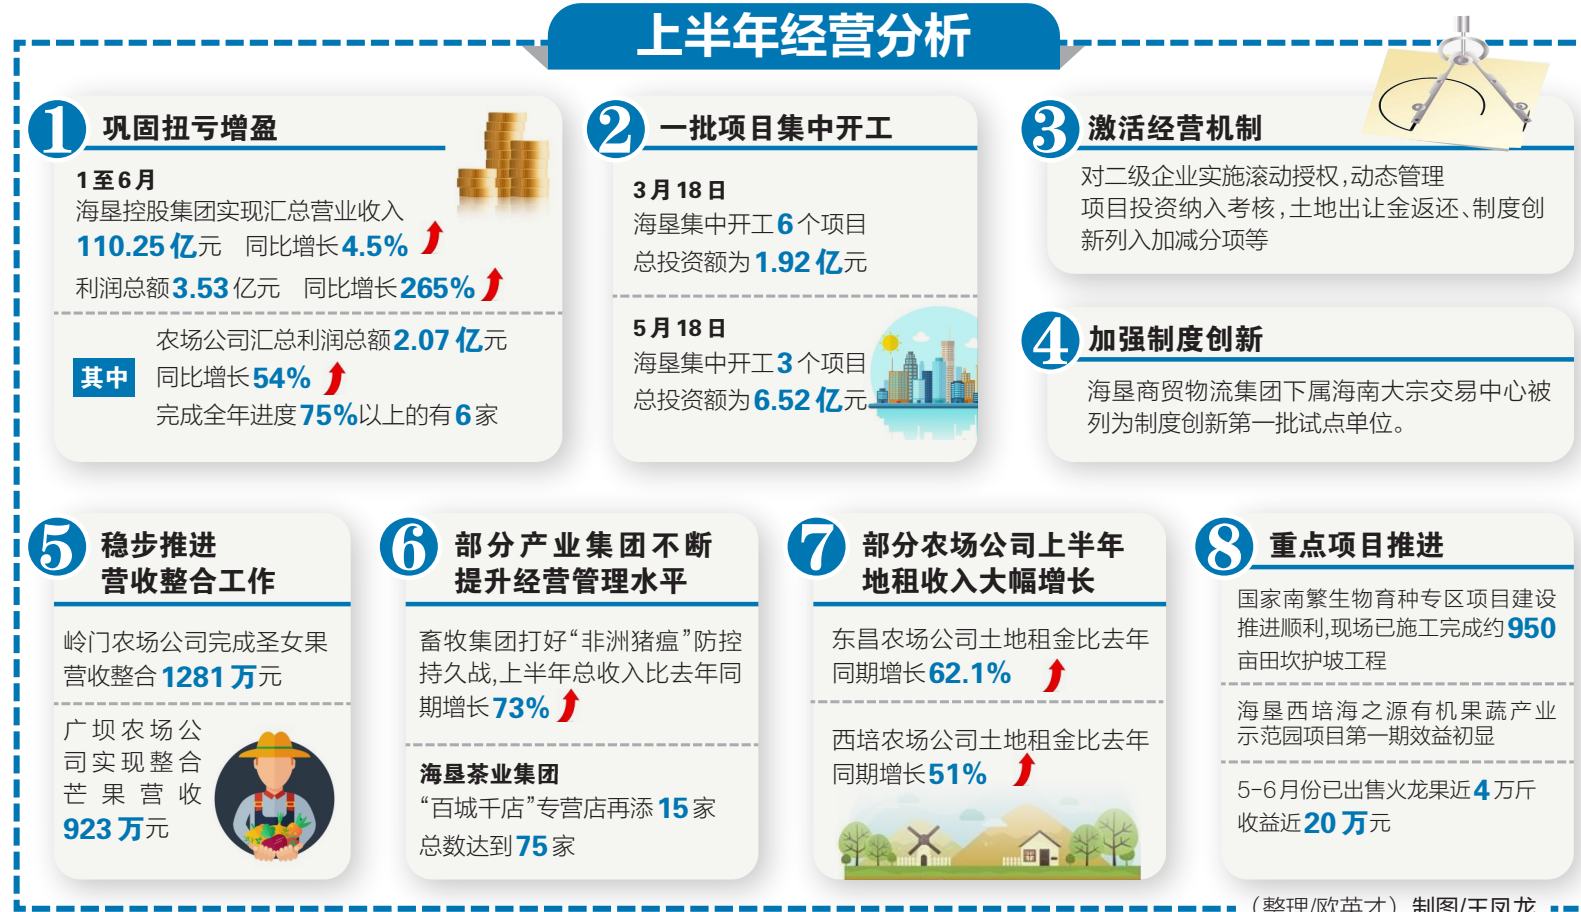 上半年经营分析
1 巩固扭亏增盈
1至6月
海垦控股集团实现汇总营业收入
110.25亿元 同比增长4.5%
利润总额3.53亿元 同比增长265%
其中
农场公司汇总利润总额2.07亿元
同比增长54%
完成全年进度75%以上的有6家
2 一批项目集中开工
3月18日
海垦集中开工6个项目
总投资额为1.92亿元
5月18日
海垦集中开工3个项目
总投资额为6.52亿元
3 激活经营机制
对二级企业实施滚动授权,动态管理
项目投资纳入考核,土地出让金返还、制度创
新列入加减分项等
4 加强制度创新
海垦商贸物流集团下属海南大宗交易中心被
列为制度创新第一批试点单位。
5 稳步推进
营收整合工作
岭门农场公司完成圣女果
营收整合1281万元
广坝农场公
司实现整合
芒果营收
923万元
6 部分产业集团不断
提升经营管理水平
畜牧集团打好“非洲猪瘟”防控
持久战,上半年总收入比去年同
期增长73%
海垦茶业集团
“百城千店”专营店再添15家
总数达到75家
7 部分农场公司上半年
地租收入大幅增长
东昌农场公司土地租金比去年
同期增长62.1%
西培农场公司土地租金比去年
同期增长51%
8 重点项目推进
国家南繁生物育种专区项目建设
推进顺利,现场已施工完成约950
亩田坎护坡工程
海垦西培海之源有机果蔬产业
示范园项目第一期效益初显
5-6月份已出售火龙果近4万斤
收益近20万元
（整理/欧英才） 制图/王凤龙